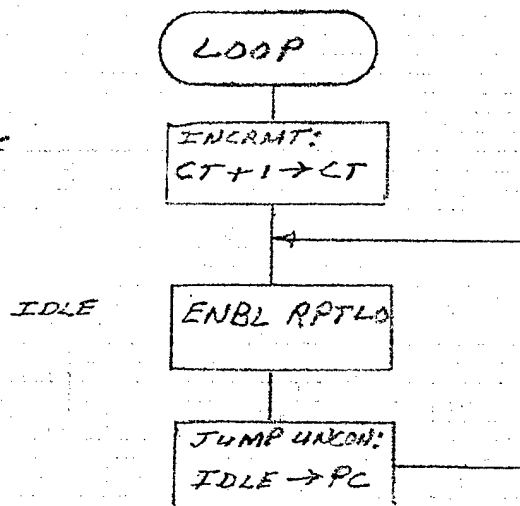 LOOP
INCRMT:
CT + 1 → CT
IDLE
ENBL RPTLO
JUMP UNCON:
IDLE → PC